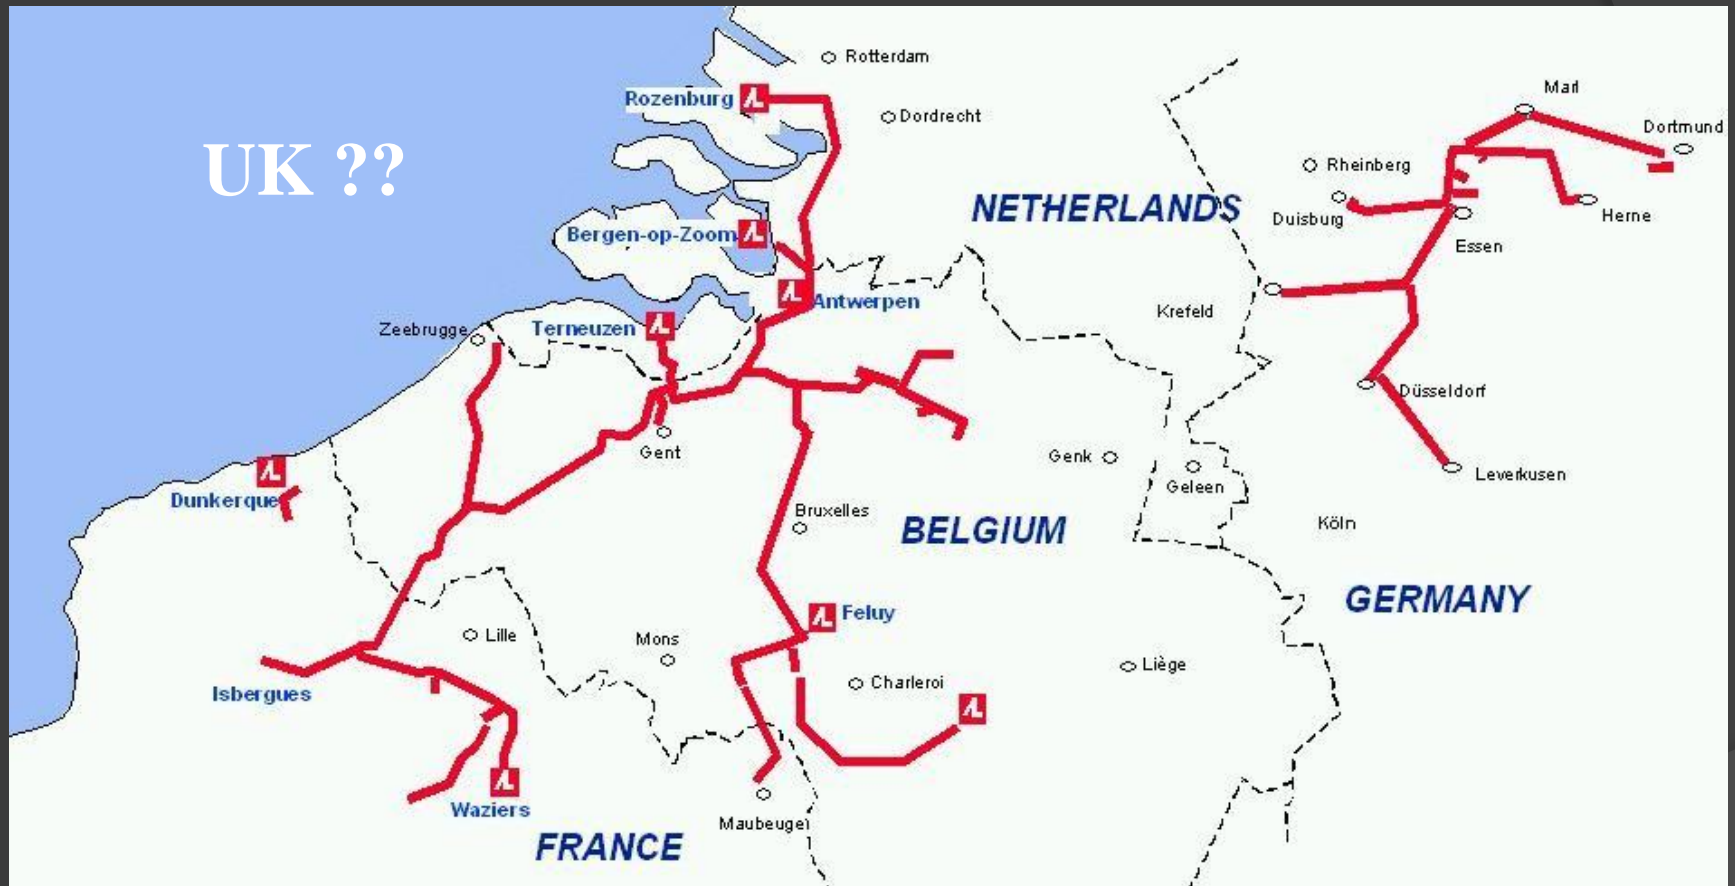 Rotterdam
Marl
Rozenburg
Dordrecht
Dortmund
UK ??
Rheinberg
NETHERLANDS
Duisburg
Herne
Bergen-op-Zoom
Essen
Antwerpen
Krefeld
Zeebrugge
Terneuzen
Düsseldorf
Gent
Genk
Leverkusen
Geleen
Dunkerque
Bruxelles
BELGIUM
Köln
GERMANY
Feluy
Lille
Mons
Liège
Charleroi
Isbergues
Waziers
Maubeuge
FRANCE